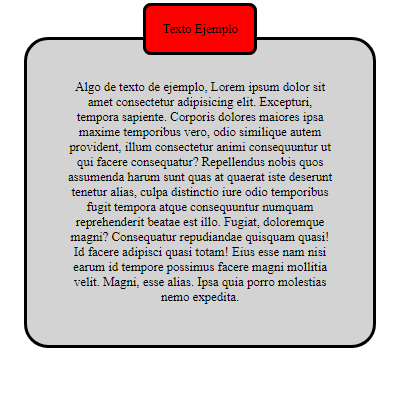 Texto Ejemplo
Algo de texto de ejemplo, Lorem ipsum dolor sit
amet consectetur adipisicing elit. Excepturi,
tempora sapiente. Corporis dolores maiores ipsa
maxime temporibus vero, odio similique autem
provident, illum consectetur animi consequuntur ut
qui facere consequatur? Repellendus nobis quos
assumenda harum sunt quas at quaerat iste deserunt
tenetur alias, culpa distinctio iure odio temporibus
fugit tempora atque consequuntur numquam
reprehenderit beatae est illo. Fugiat, doloremque
magni? Consequatur repudiandae quisquam quasi!
Id facere adipisci quasi totam! Eius esse nam nisi
earum id tempore possimus facere magni mollitia
velit. Magni, esse alias. Ipsa quia porro molestias
nemo expedita.